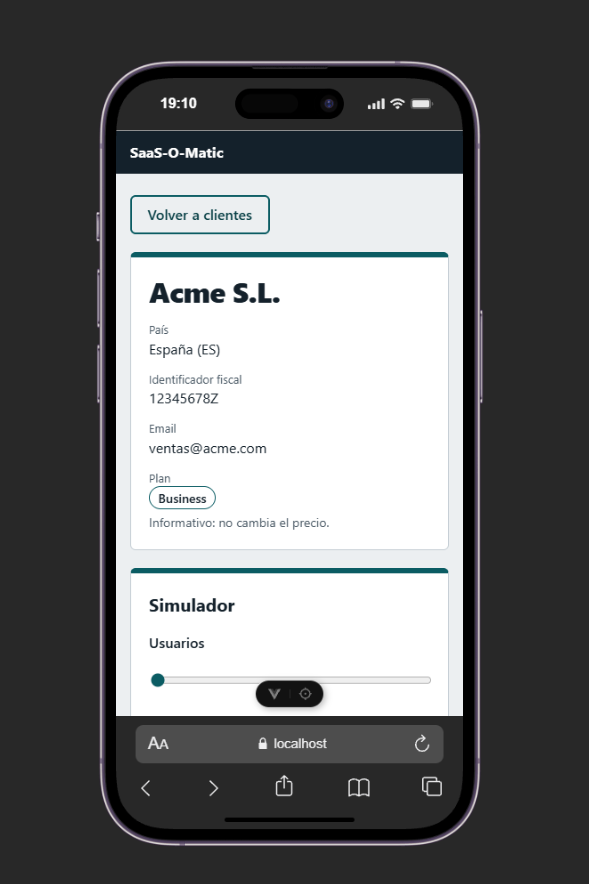 19:10
SaaS-O-Matic
Volver a clientes
Acme S.L.
País
España (ES)
Identificador fiscal
12345678Z
Email
ventas@acme.com
Plan
Business
Informativo: no cambia el precio.
Simulador
Usuarios
AA localhost